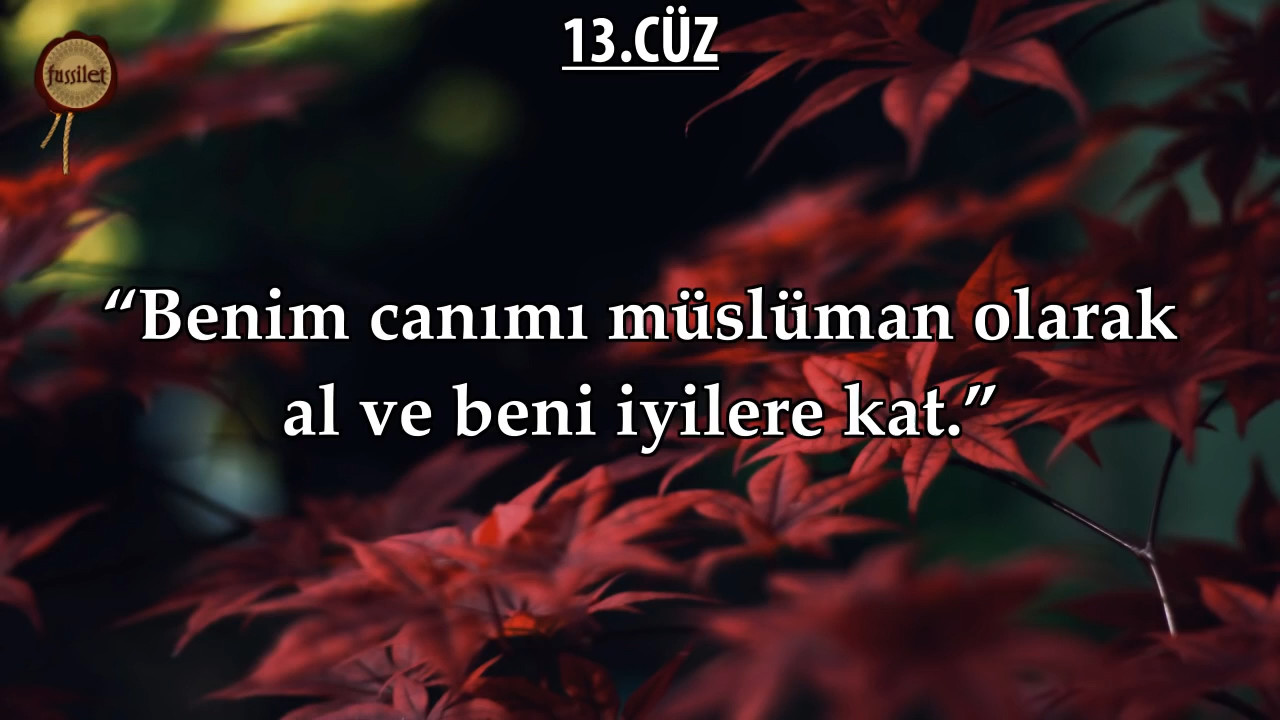 13.CÜZ
fussilet
“Benim canımı müslüman olarak
al ve beni iyilere kat.”